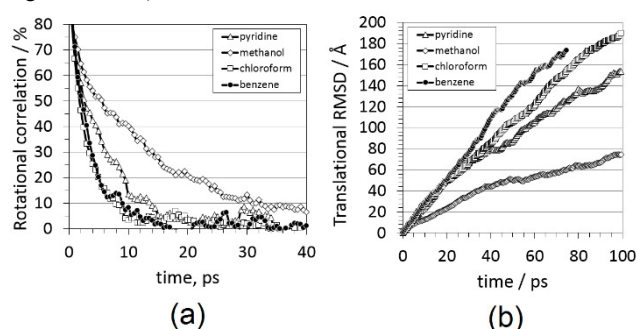 Rotational correlation / %
80
70
60
50
40
30
20
10
0
pyridine
methanol
chloroform
benzene
0 10 20 30 40
time, ps
(a)
Translational RMSD / Å
200
180
160
140
120
100
80
60
40
20
0
pyridine
methanol
chloroform
benzene
0 20 40 60 80 100
time / ps
(b)